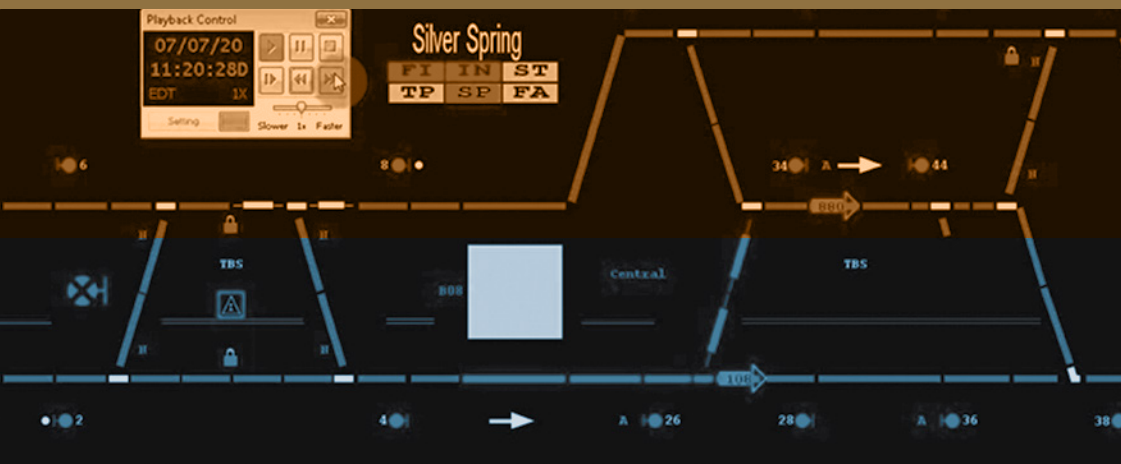 Playback Control
07/07/20
11:20:28D
EDT 1X
Setting
Slower 1x Faster
Silver Spring
FI IN ST
TP SP FA
N
6
8
34 A 44
N
880
N N
TBS
B08
Central
TBS
N N
108
2
4
A 26
28
A 36
38